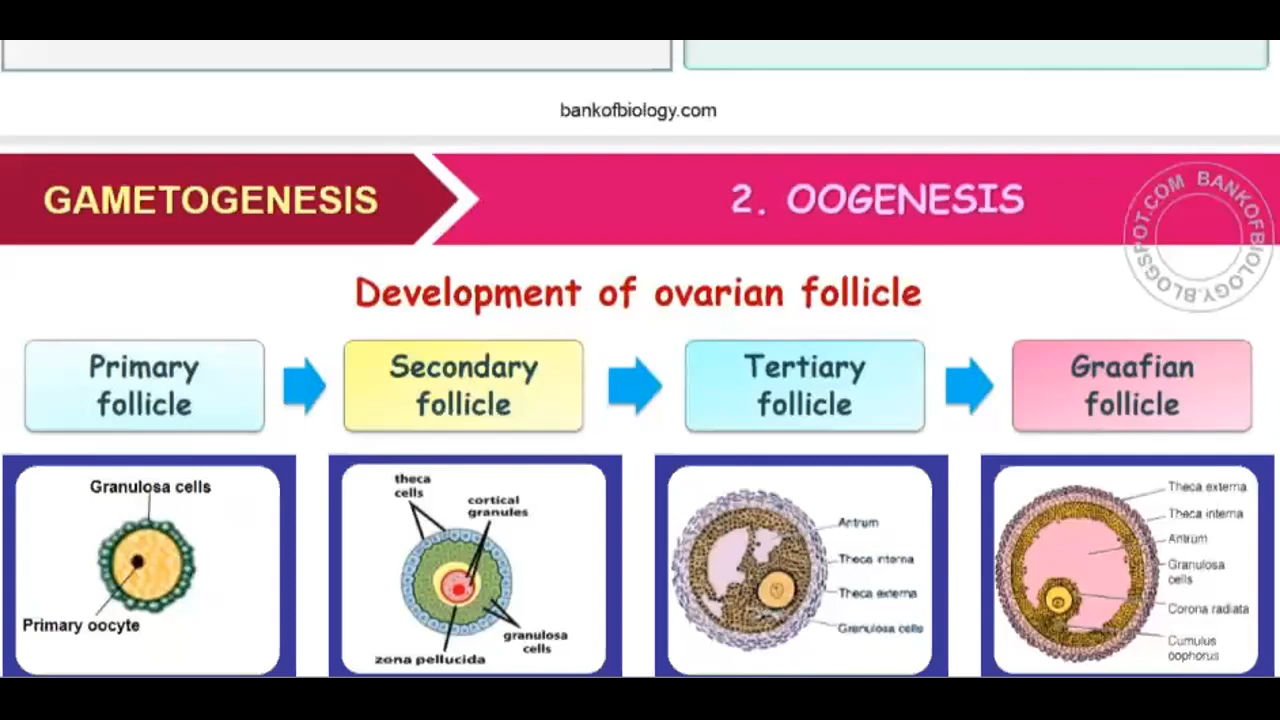 bankofbiology.com
GAMETOGENESIS
2. OOGENESIS
BANKOFBIOLOGY.BLOGSPOT.COM
Development of ovarian follicle
Primary
follicle
Secondary
follicle
Tertiary
follicle
Graafian
follicle
Granulosa cells
Primary oocyte
theca
cells
cortical
granules
granulosa
cells
zona pellucida
Antrum
Theca interna
Theca externa
Granulosa cells
Theca externa
Theca interna
Antrum
Granulosa
cells
Corona radiata
Cumulus
oophorus